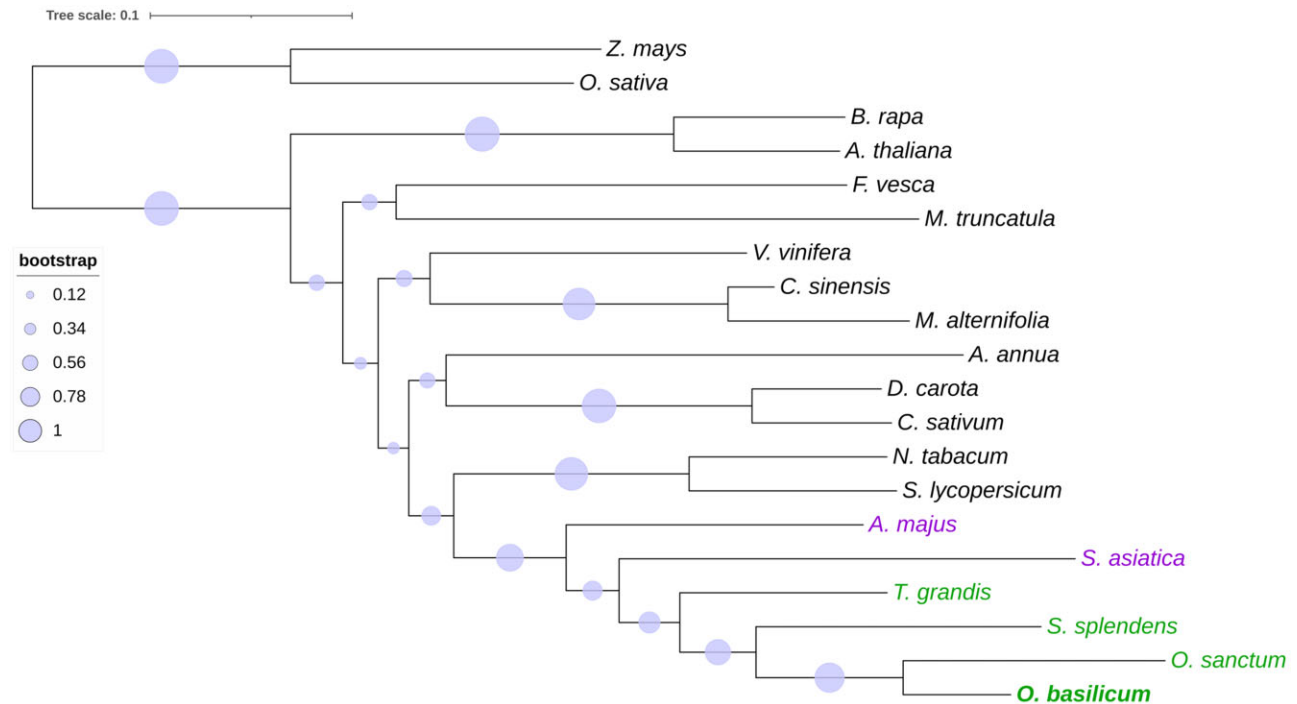 Tree scale: 0.1
Z. mays
O. sativa
B. rapa
A. thaliana
F. vesca
M. truncatula
V. vinifera
bootstrap
0.12
C. sinensis
0.34
M. alternifolia
0.56
A. annua
0.78
D. carota
1
C. sativum
N. tabacum
S. lycopersicum
A. majus
S. asiatica
T. grandis
S. splendens
O. sanctum
O. basilicum